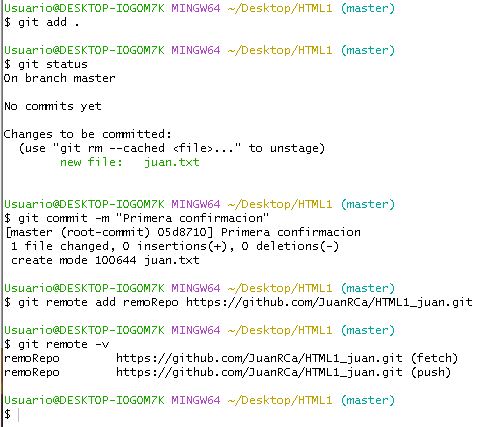 Usuario@DESKTOP-IOGOM7K MINGW64 ~/Desktop/HTML1 (master)
$ git add .
Usuario@DESKTOP-IOGOM7K MINGW64 ~/Desktop/HTML1 (master)
$ git status
On branch master
No commits yet
Changes to be committed:
  (use "git rm --cached <file>..." to unstage)
        new file:   juan.txt
Usuario@DESKTOP-IOGOM7K MINGW64 ~/Desktop/HTML1 (master)
$ git commit -m "Primera confirmacion"
[master (root-commit) 05d8710] Primera confirmacion
 1 file changed, 0 insertions(+), 0 deletions(-)
 create mode 100644 juan.txt
Usuario@DESKTOP-IOGOM7K MINGW64 ~/Desktop/HTML1 (master)
$ git remote add remoRepo https://github.com/JuanRCa/HTML1_juan.git
Usuario@DESKTOP-IOGOM7K MINGW64 ~/Desktop/HTML1 (master)
$ git remote -v
remoRepo        https://github.com/JuanRCa/HTML1_juan.git (fetch)
remoRepo        https://github.com/JuanRCa/HTML1_juan.git (push)
Usuario@DESKTOP-IOGOM7K MINGW64 ~/Desktop/HTML1 (master)
$